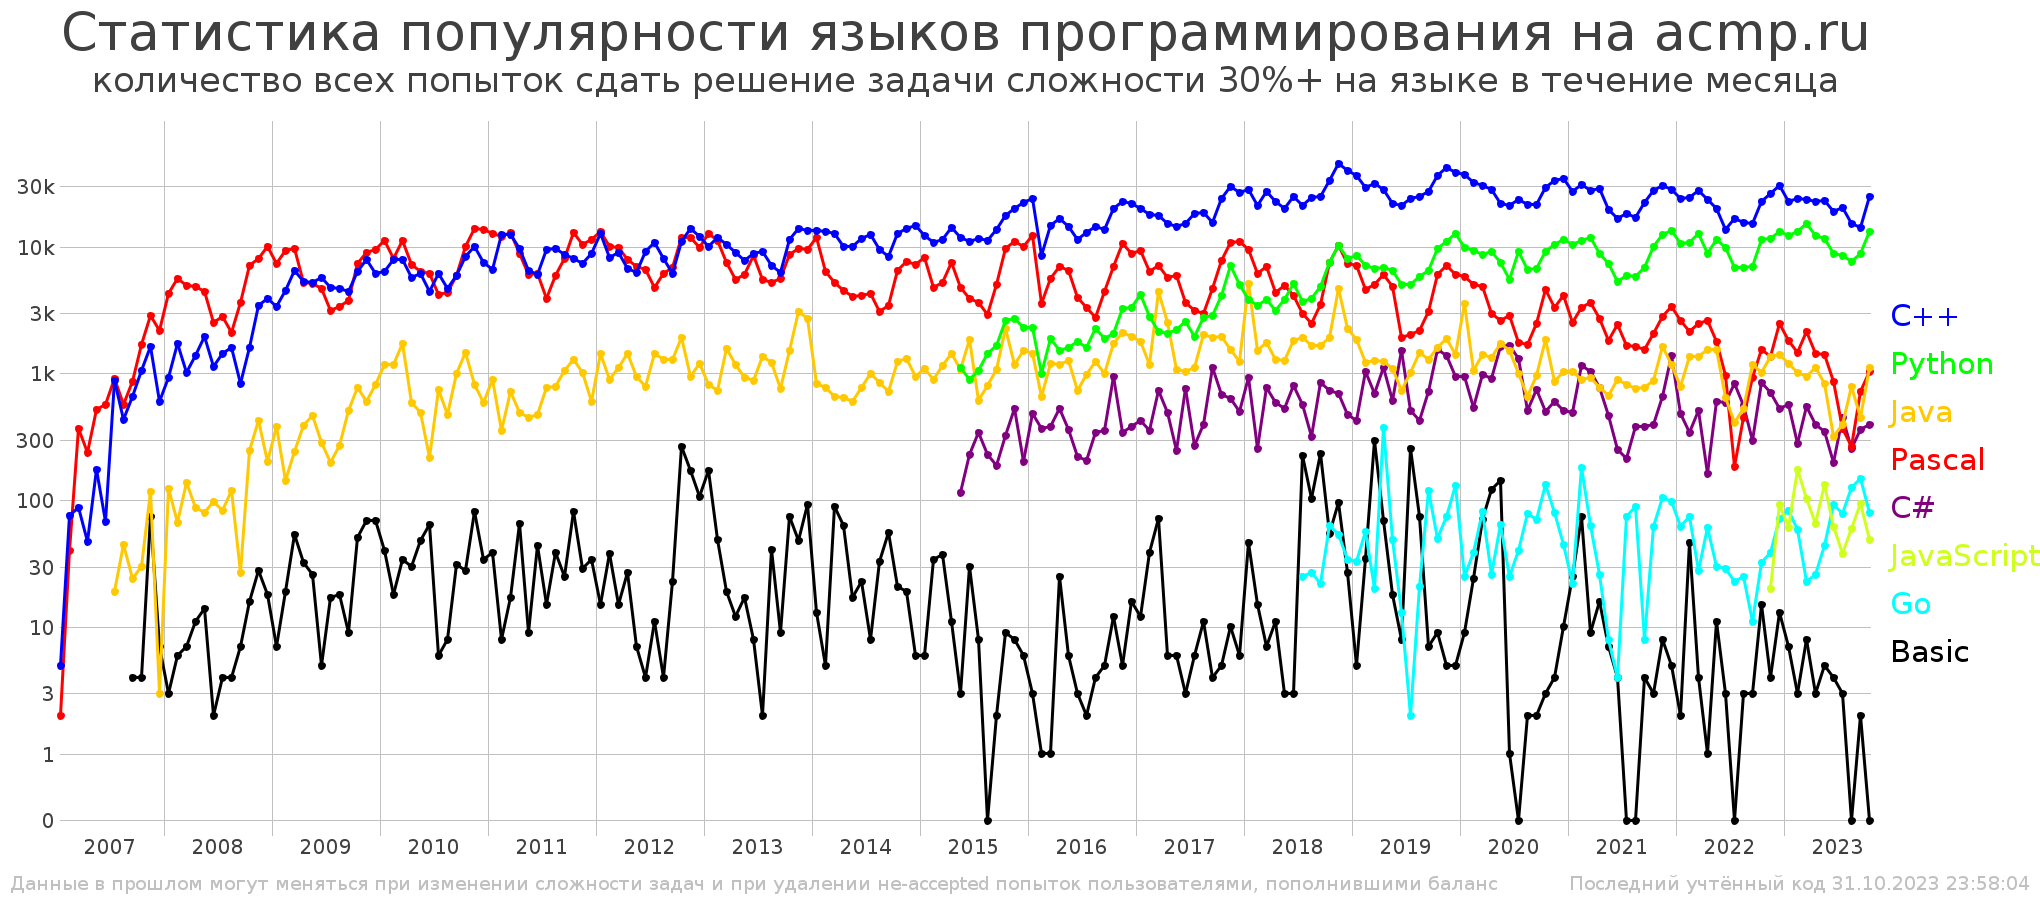 Статистика популярности языков программирования на acmp.ru
количество всех попыток сдать решение задачи сложности 30%+ на языке в течение месяца
30k
10k
3k
1k
300
100
30
10
3
1
0
C++
Python
Java
Pascal
C#
JavaScript
Go
Basic
2007 2008 2009 2010 2011 2012 2013 2014 2015 2016 2017 2018 2019 2020 2021 2022 2023
Данные в прошлом могут меняться при изменении сложности задач и при удалении не-accepted попыток пользователями, пополнившими баланс
Последний учтённый код 31.10.2023 23:58:04